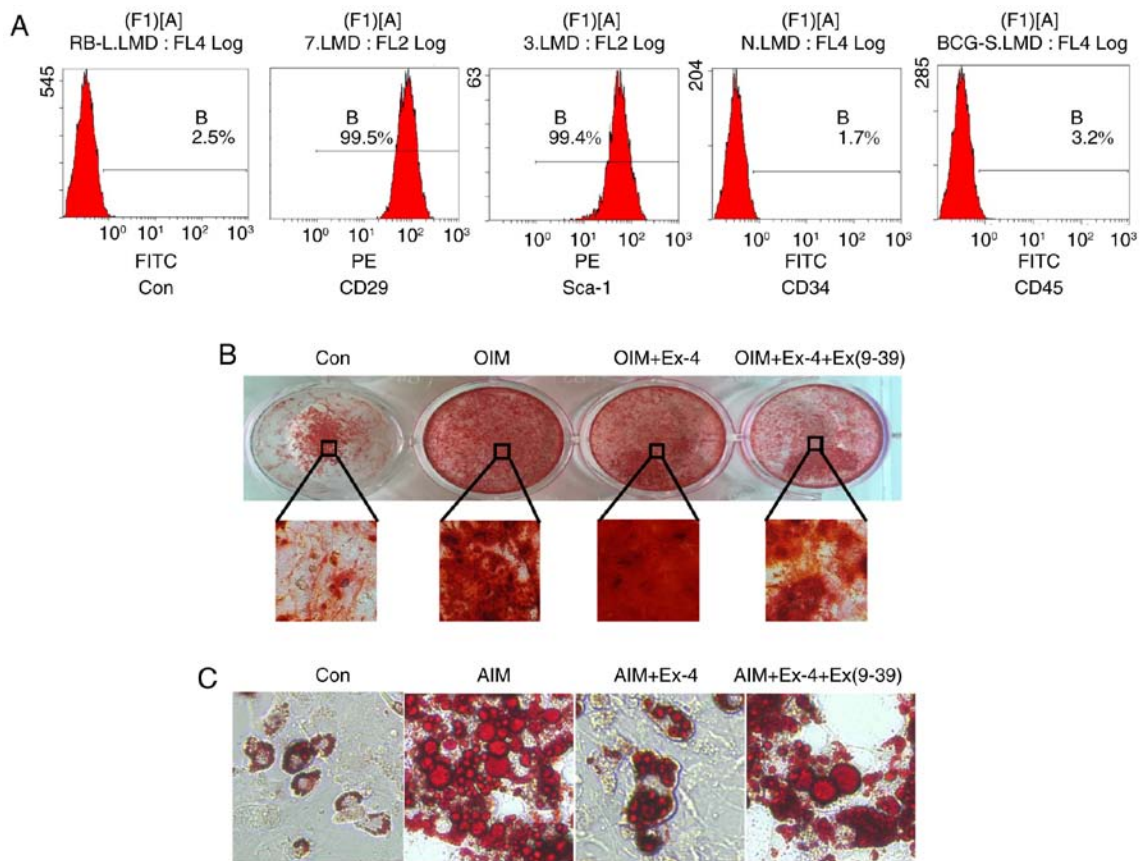 A
(F1)[A]
RB-L.LMD : FL4 Log
545
B
2.5%
10⁰ 10¹ 10² 10³
FITC
Con
(F1)[A]
7.LMD : FL2 Log
B
99.5%
10¹ 10² 10³
PE
CD29
(F1)[A]
3.LMD : FL2 Log
63
B
99.4%
10⁰ 10¹ 10² 10³
PE
Sca-1
(F1)[A]
N.LMD : FL4 Log
204
B
1.7%
10⁰ 10¹ 10² 10³
FITC
CD34
(F1)[A]
BCG-S.LMD : FL4 Log
285
B
3.2%
10⁰ 10¹ 10² 10³
FITC
CD45
B
Con OIM OIM+Ex-4 OIM+Ex-4+Ex(9-39)
C
Con AIM AIM+Ex-4 AIM+Ex-4+Ex(9-39)